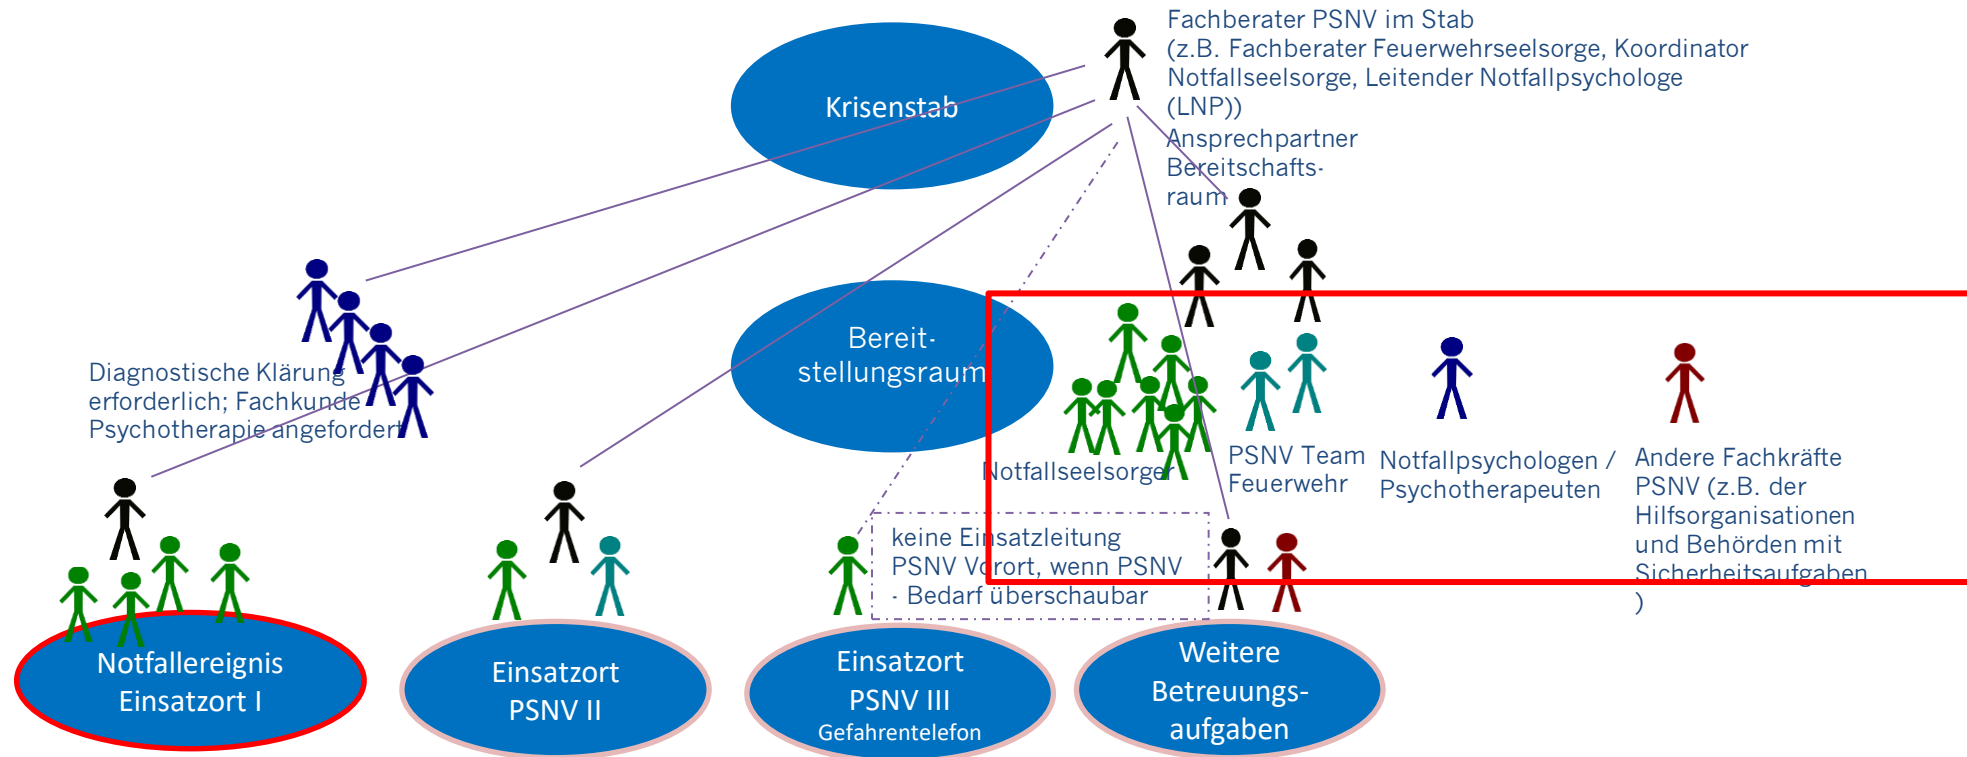 Fachberater PSNV im Stab
(z.B. Fachberater Feuerwehrseelsorge, Koordinator
Notfallseelsorge, Leitender Notfallpsychologe
(LNP))
Krisenstab
Ansprechpartner
Bereitschafts-
raum
Bereit-
stellungsraum
Diagnostische Klärung
erforderlich; Fachkunde
Psychotherapie angefordert
Notfallseelsorger
PSNV Team
Feuerwehr
Notfallpsychologen /
Psychotherapeuten
Andere Fachkräfte
PSNV (z.B. der
Hilfsorganisationen
und Behörden mit
Sicherheitsaufgaben
)
keine Einsatzleitung
PSNV Vorort, wenn PSNV
- Bedarf überschaubar
Notfallereignis
Einsatzort I
Einsatzort
PSNV II
Einsatzort
PSNV III
Gefahrentelefon
Weitere
Betreuungs-
aufgaben